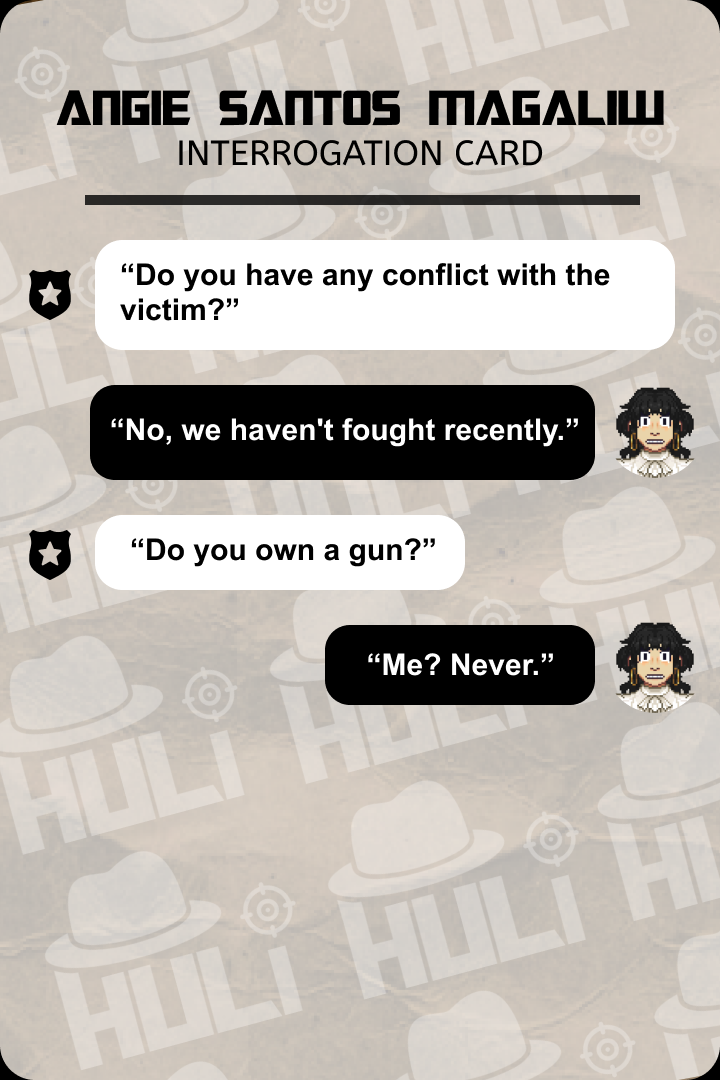 ANGIE SANTOS MAGALIW
INTERROGATION CARD
“Do you have any conflict with the
victim?”
“No, we haven't fought recently.”
“Do you own a gun?”
“Me? Never.”
HULi
HULi
HULi
HULi
HULi
HULi
HULi
HULi
HULi